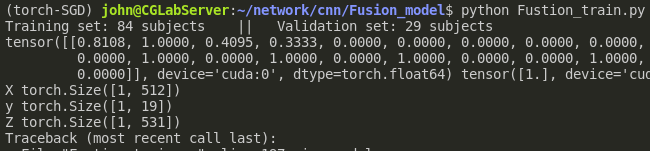 (torch-SGD) john@CGLabServer:~/network/cnn/Fusion_model$ python Fustion_train.py
Training set: 84 subjects   ||   Validation set: 29 subjects
tensor([[0.8108, 1.0000, 0.4095, 0.3333, 0.0000, 0.0000, 0.0000, 0.0000, 0.0000,
0.0000, 1.0000, 0.0000, 1.0000, 0.0000, 0.0000, 0.0000, 1.0000,
0.0000]], device='cuda:0', dtype=torch.float64) tensor([1.], device='cud
X torch.Size([1, 512])
y torch.Size([1, 19])
Z torch.Size([1, 531])
Traceback (most recent call last):